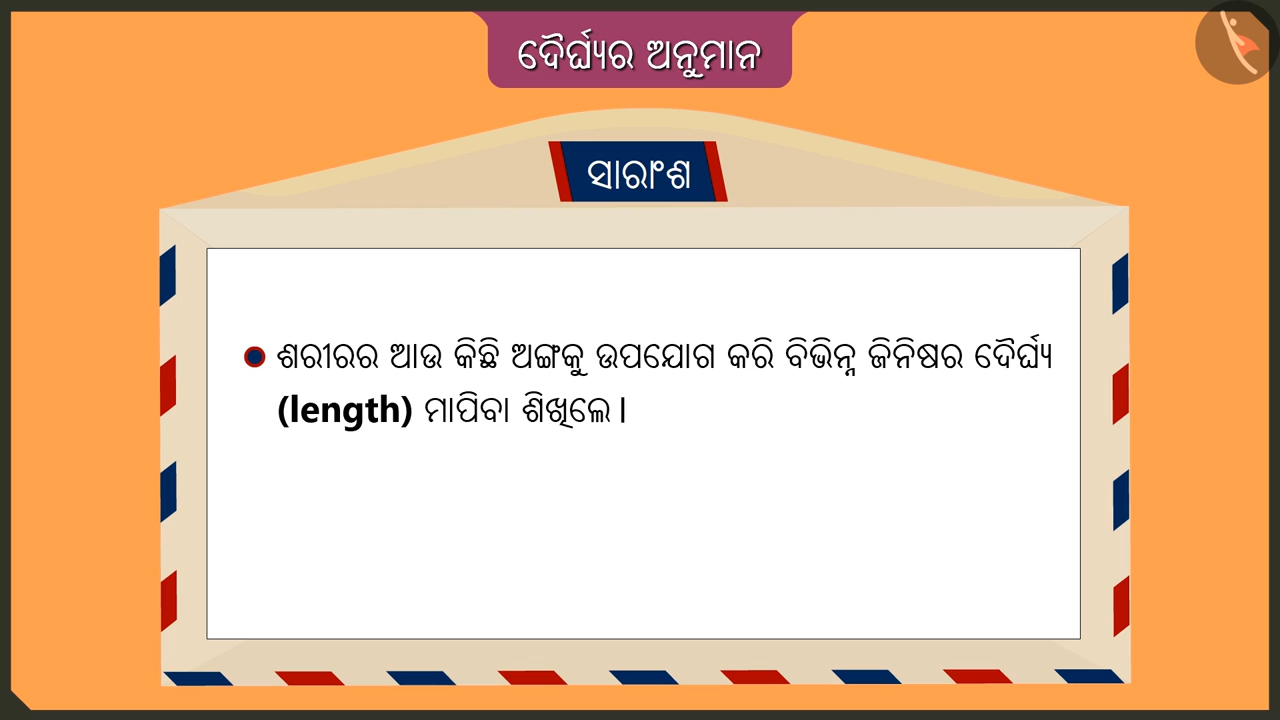 ଦୈର୍ଘ୍ୟର ଅନୁମାନ
ସାରାଂଶ
ଶରୀରର ଆଉ କିଛି ଅଙ୍ଗକୁ ଉପଯୋଗ କରି ବିଭିନ୍ନ ଜିନିଷର ଦୈର୍ଘ୍ୟ
(length) ମାପିବା ଶିଖିଲେ ।